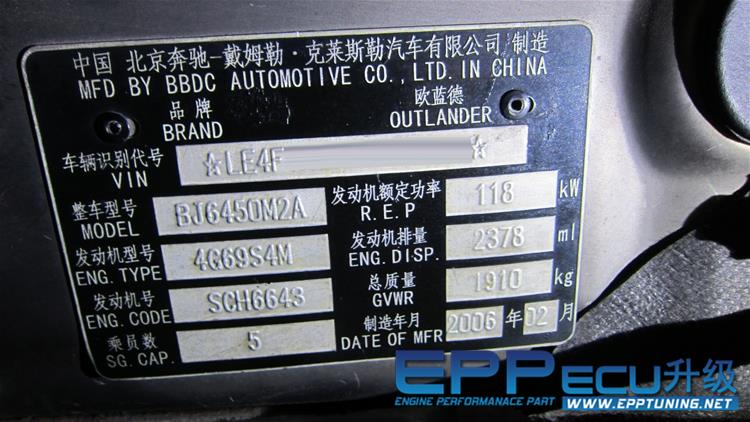 中国 北京奔驰-戴姆勒·克莱斯勒汽车有限公司 制造
MFD BY BBDC AUTOMOTIVE CO.,LTD.IN CHINA
品牌 欧蓝德
BRAND OUTLANDER
车辆识别代号
VIN ☆LE4F ☆
整车型号
MODEL BJ6450M2A
发动机额定功率
R.E.P 118 kW
发动机型号
ENG.TYPE 4G69S4M
发动机排量
ENG.DISP. 2378 ml
发动机号
ENG.CODE SCH6643
总质量
GVWR 1910 kg
乘员数
SG.CAP. 5
制造年月
DATE OF MFR 2006 年 02 月
EPP ECU升级
ENGINE PERFORMANACE PART WWW.EPPTUNING.NET